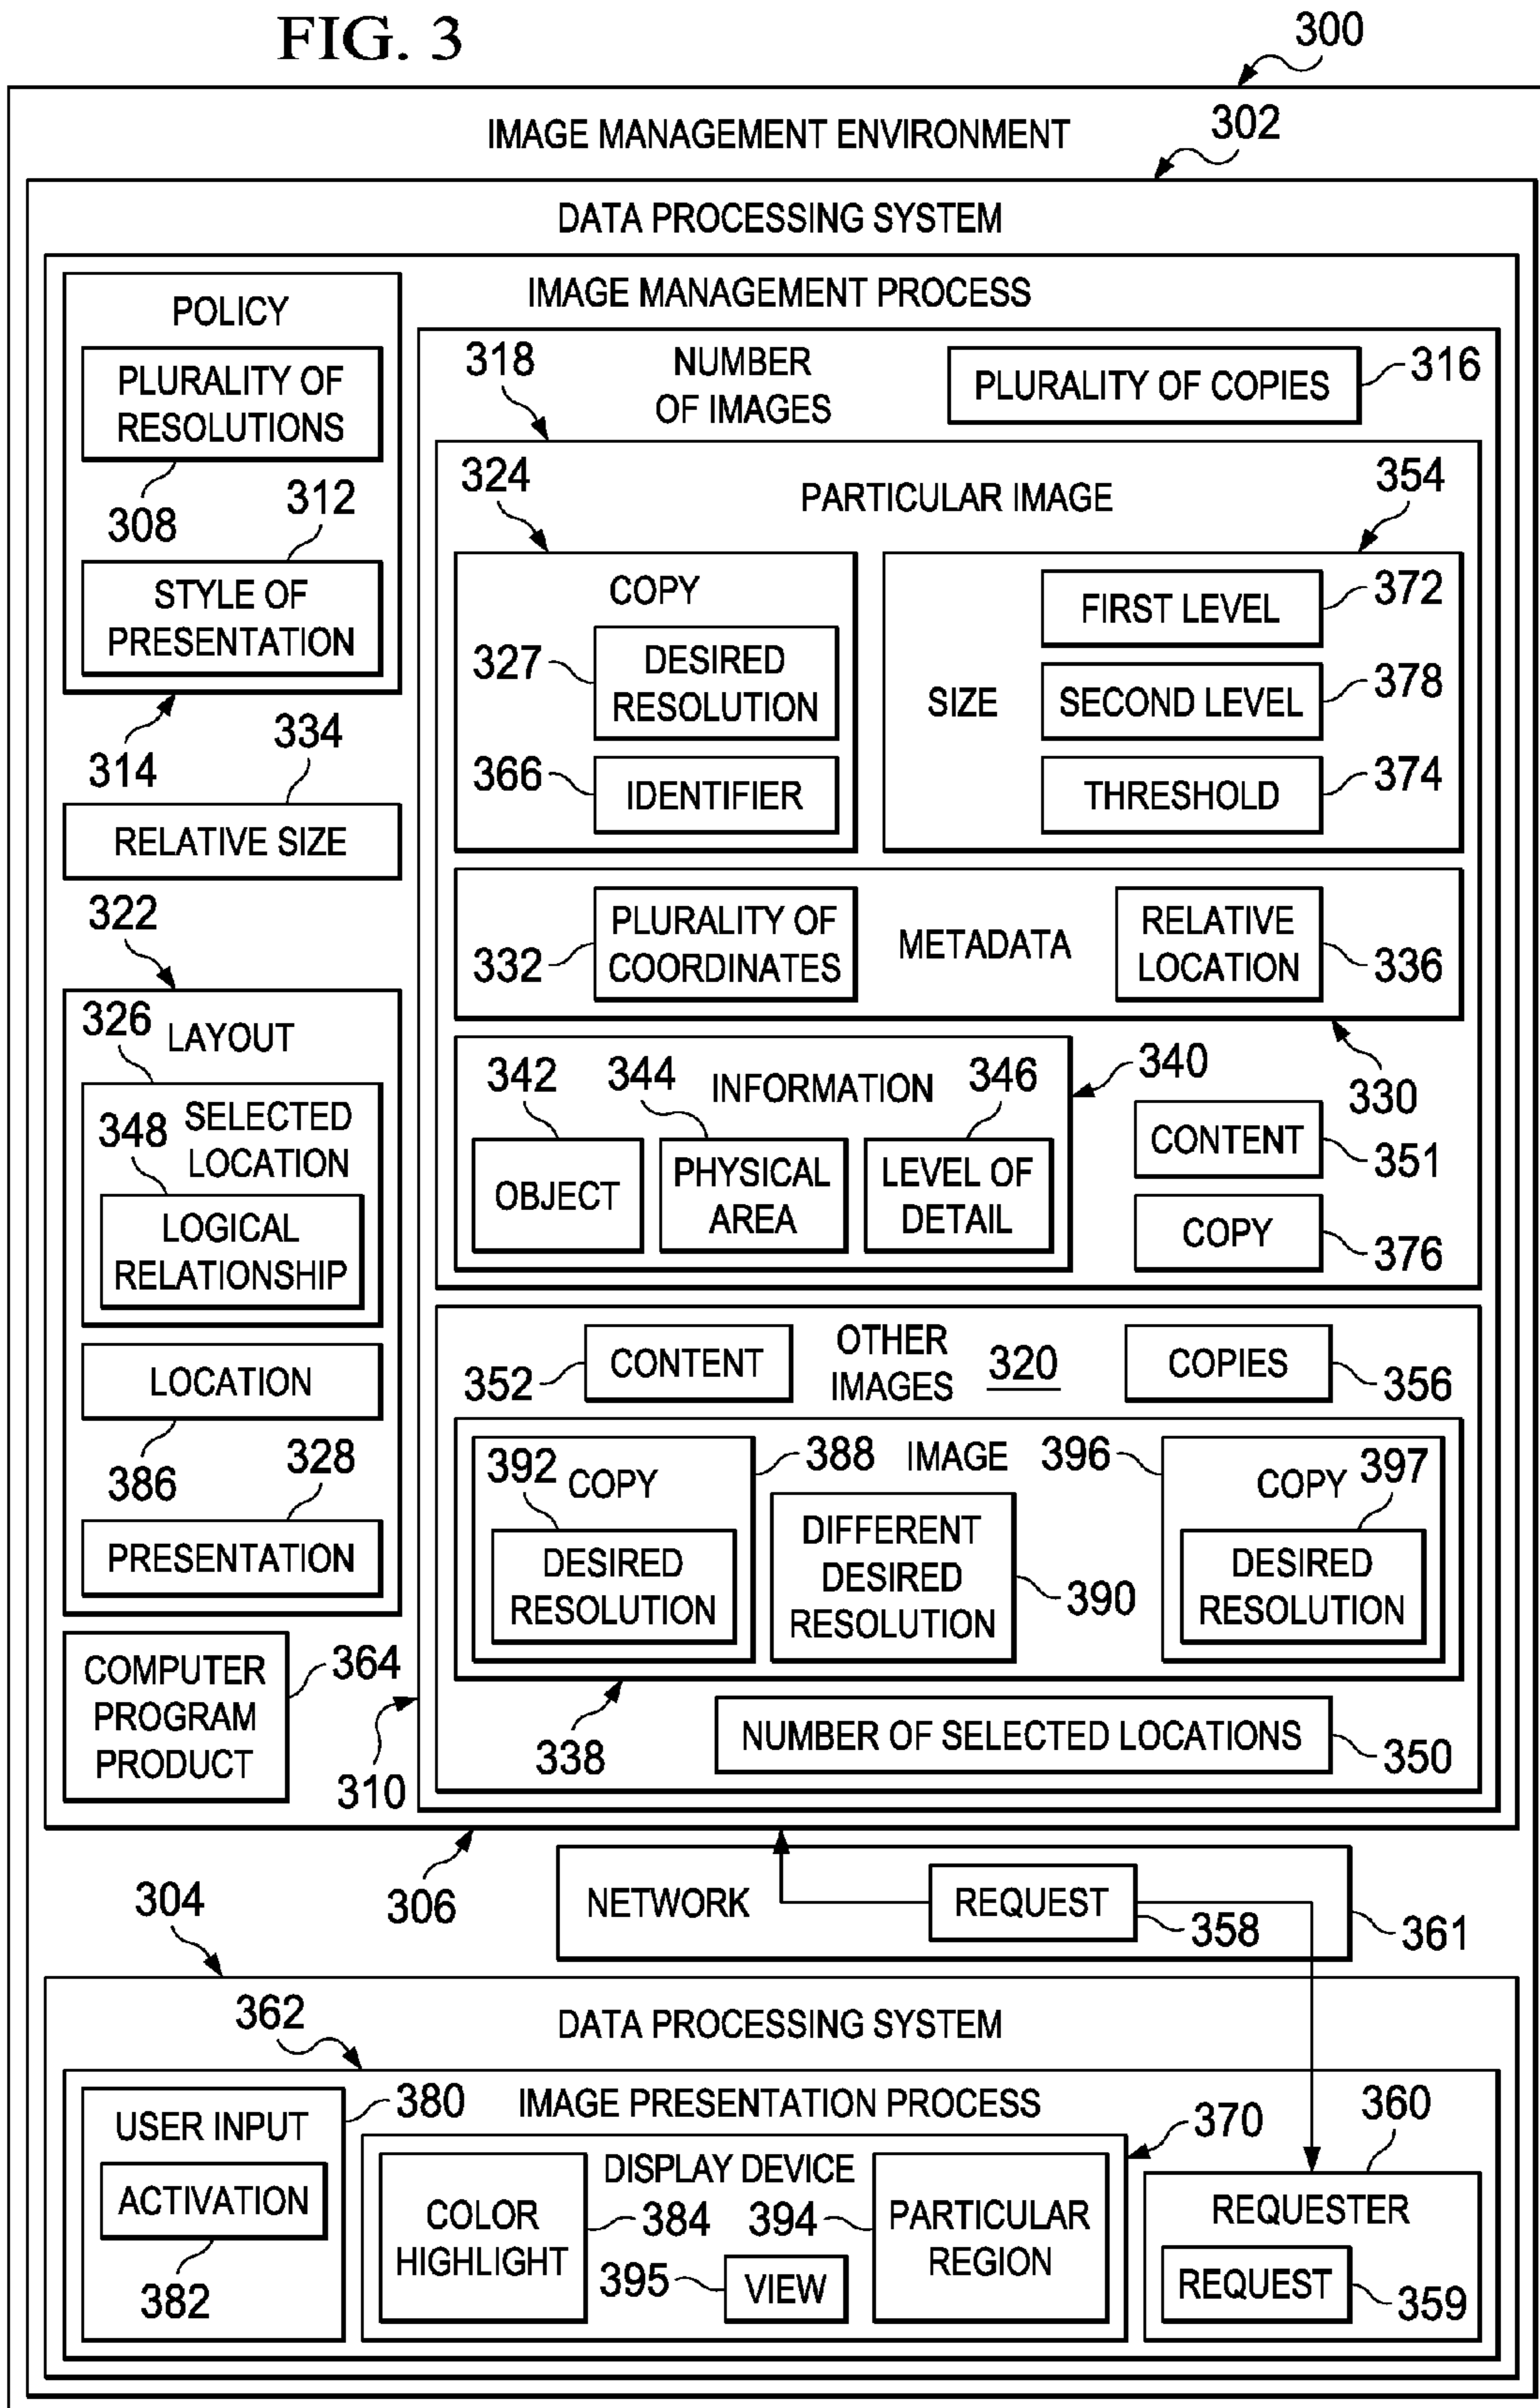 FIG. 3
300
IMAGE MANAGEMENT ENVIRONMENT
302
DATA PROCESSING SYSTEM
IMAGE MANAGEMENT PROCESS
POLICY
PLURALITY OF
RESOLUTIONS
308
312
STYLE OF
PRESENTATION
314
334
RELATIVE SIZE
322
326
LAYOUT
348
SELECTED
LOCATION
LOGICAL
RELATIONSHIP
LOCATION
386
328
PRESENTATION
COMPUTER
PROGRAM
PRODUCT
364
310
306
318
NUMBER
OF IMAGES
PLURALITY OF COPIES
316
324
PARTICULAR IMAGE
354
COPY
327
DESIRED
RESOLUTION
366
IDENTIFIER
SIZE
FIRST LEVEL
372
SECOND LEVEL
378
THRESHOLD
374
332
PLURALITY OF
COORDINATES
METADATA
RELATIVE
LOCATION
336
330
342
344
INFORMATION
346
340
OBJECT
PHYSICAL
AREA
LEVEL OF
DETAIL
CONTENT
351
COPY
376
352
CONTENT
OTHER
IMAGES
320
COPIES
356
392
COPY
388
IMAGE
396
COPY
397
DESIRED
RESOLUTION
DIFFERENT
DESIRED
RESOLUTION
390
DESIRED
RESOLUTION
338
NUMBER OF SELECTED LOCATIONS
350
NETWORK
REQUEST
358
361
304
362
DATA PROCESSING SYSTEM
IMAGE PRESENTATION PROCESS
USER INPUT
380
ACTIVATION
382
DISPLAY DEVICE
370
COLOR
HIGHLIGHT
384
394
PARTICULAR
REGION
395
VIEW
360
REQUESTER
REQUEST
359